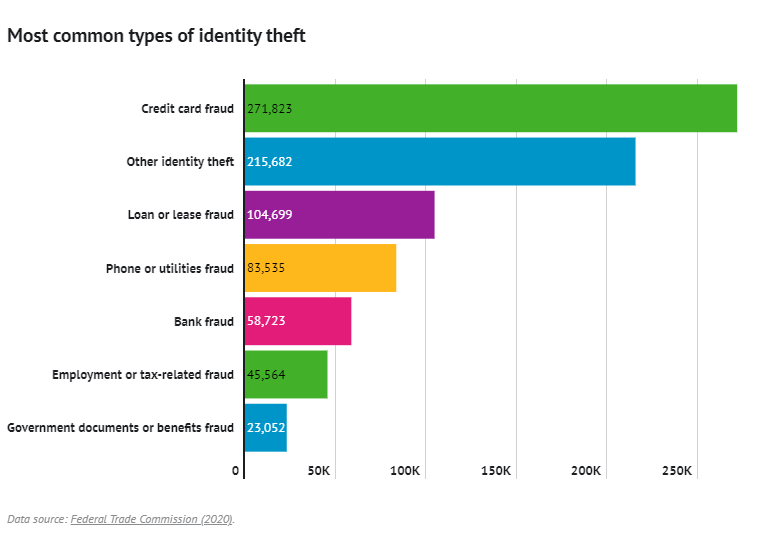 Most common types of identity theft
Credit card fraud 271,823
Other identity theft 215,682
Loan or lease fraud 104,699
Phone or utilities fraud 83,535
Bank fraud 58,723
Employment or tax-related fraud 45,564
Government documents or benefits fraud 23,052
0 50K 100K 150K 200K 250K
Data source: Federal Trade Commission (2020).